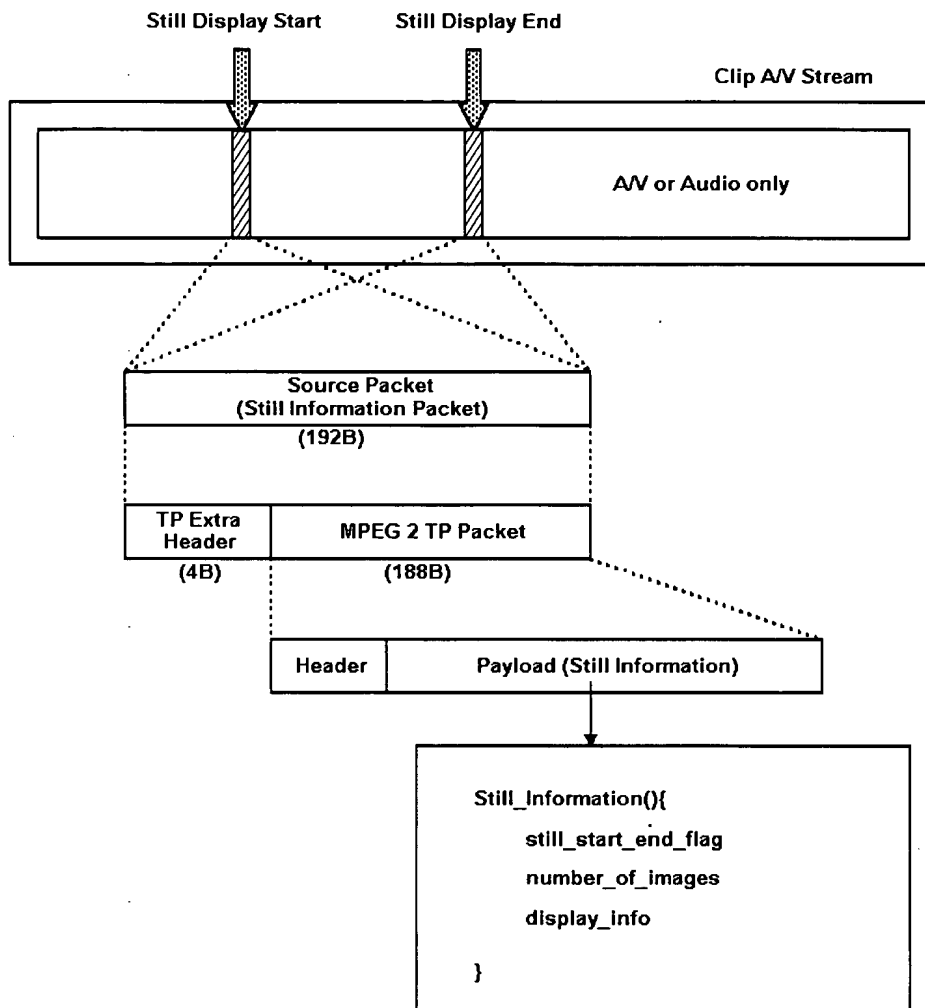 Still Display Start
Still Display End
Clip A/V Stream
A/V or Audio only
Source Packet
(Still Information Packet)
(192B)
TP Extra
Header
MPEG 2 TP Packet
(4B)
(188B)
Header
Payload (Still Information)
Still_Information(){
still_start_end_flag
number_of_images
display_info
}